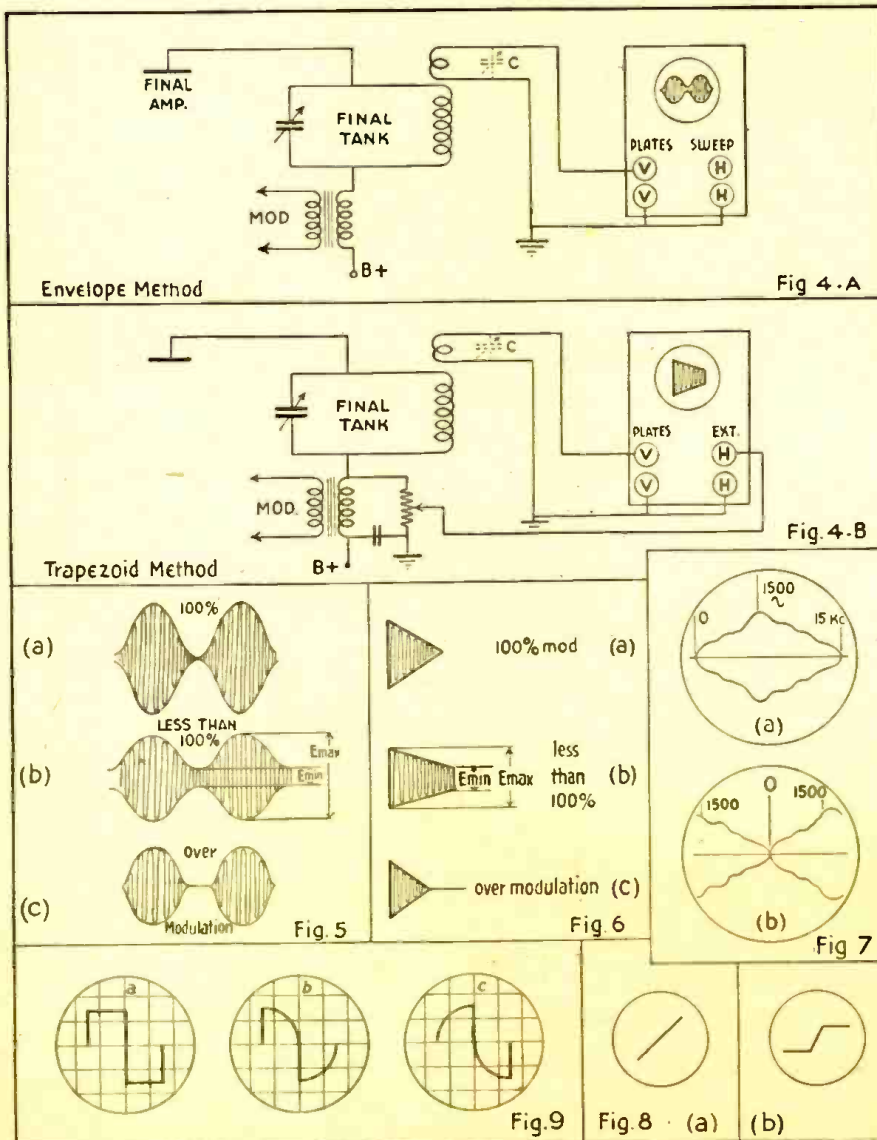 FINAL
AMP.
FINAL
TANK
MOD
B+
C
PLATES SWEEP
V H
V H
Envelope Method
Fig 4-A
FINAL
TANK
MOD.
B+
C
PLATES EXT.
V H
V H
Trapezoid Method
Fig. 4-B
(a)
100%
LESS THAN
100%
(b)
Emax
Emin
(c)
over
Modulation
Fig. 5
100% mod (a)
Emin Emax
less
than
100%
(b)
over modulation (c)
Fig. 6
0
1500
~
15 KC
(a)
1500 0 1500
(b)
Fig 7
a b c
Fig.9
Fig.8 (a)
(b)